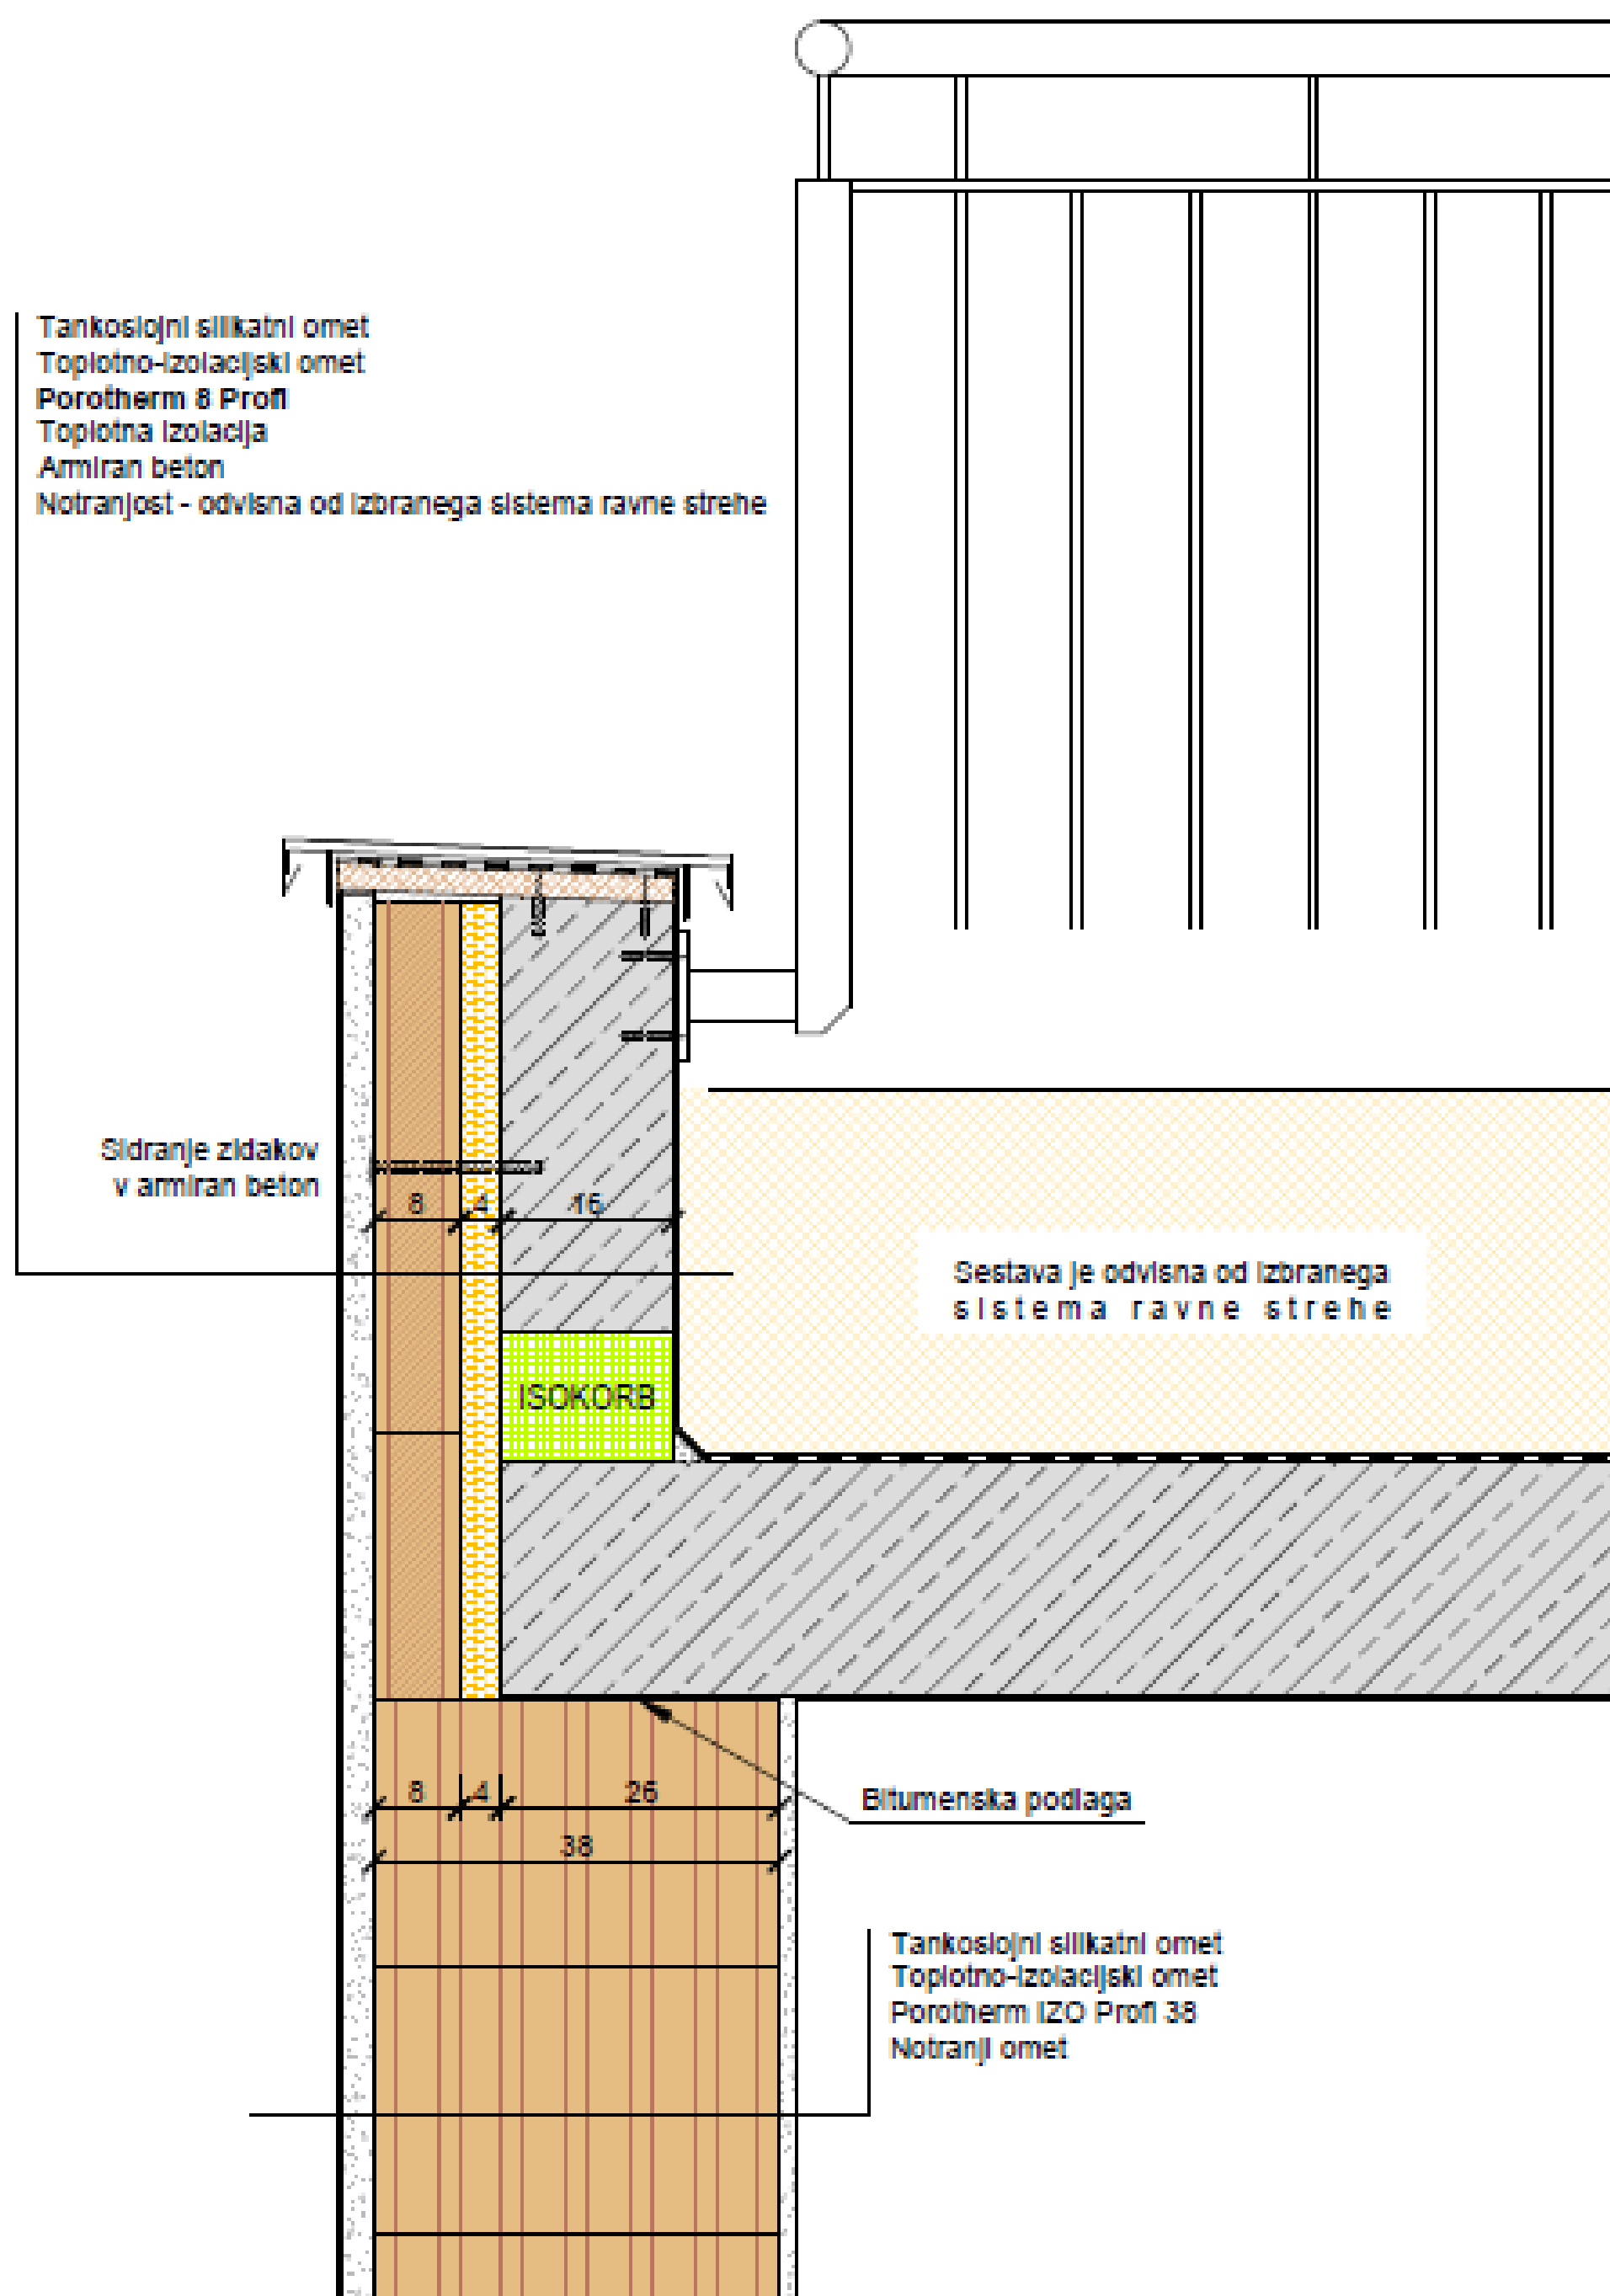 Tankoslojni silikatni omet
Toplotno-izolacijski omet
Porotherm 8 Profi
Toplotna izolacija
Armiran beton
Notranjost - odvisna od izbranega sistema ravne strehe
Sidranje zidakov
v armiran beton
8 4 16
Sestava je odvisna od izbranega
sistema ravne strehe
ISOKORB
8 4 26
Bitumenska podlaga
38
Tankoslojni silikatni omet
Toplotno-izolacijski omet
Porotherm IZO Profi 38
Notranji omet